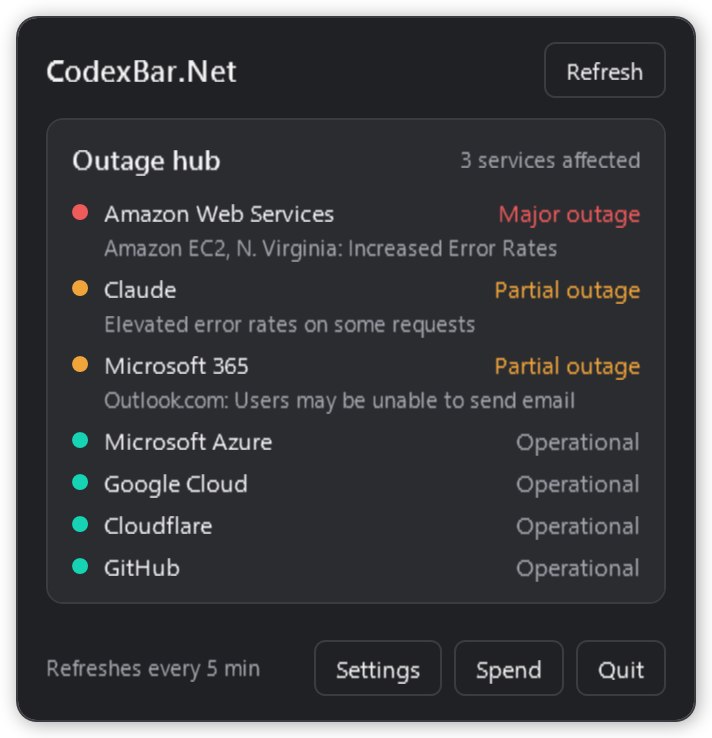 CodexBar.Net
Refresh
Outage hub
3 services affected
Amazon Web Services
Major outage
Amazon EC2, N. Virginia: Increased Error Rates
Claude
Partial outage
Elevated error rates on some requests
Microsoft 365
Partial outage
Outlook.com: Users may be unable to send email
Microsoft Azure
Operational
Google Cloud
Operational
Cloudflare
Operational
GitHub
Operational
Refreshes every 5 min
Settings
Spend
Quit